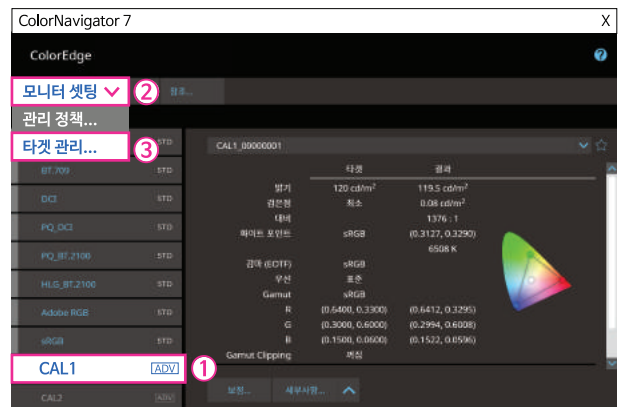 ColorNavigator 7 X
ColorEdge ?
모니터 셋팅 2
관리 정책...
타겟 관리... 3
STD
CAL1_00000001
BT.709 STD
DCI STD
PQ_DCI STD
PQ_BT.2100 STD
HLG_BT.2100 STD
Adobe RGB STD
sRGB STD
CAL1 ADV 1
CAL2 ADV
타겟 결과
밝기 120 cd/m² 119.5 cd/m²
검은점 최소 0.08 cd/m²
대비 1376 : 1
화이트 포인트 sRGB (0.3127, 0.3290)
6508 K
감마 (EOTF) sRGB
우선 표준
Gamut sRGB
R (0.6400, 0.3300) (0.6412, 0.3295)
G (0.3000, 0.6000) (0.2994, 0.6008)
B (0.1500, 0.0600) (0.1522, 0.0596)
Gamut Clipping 꺼짐
보정... 세부사항...